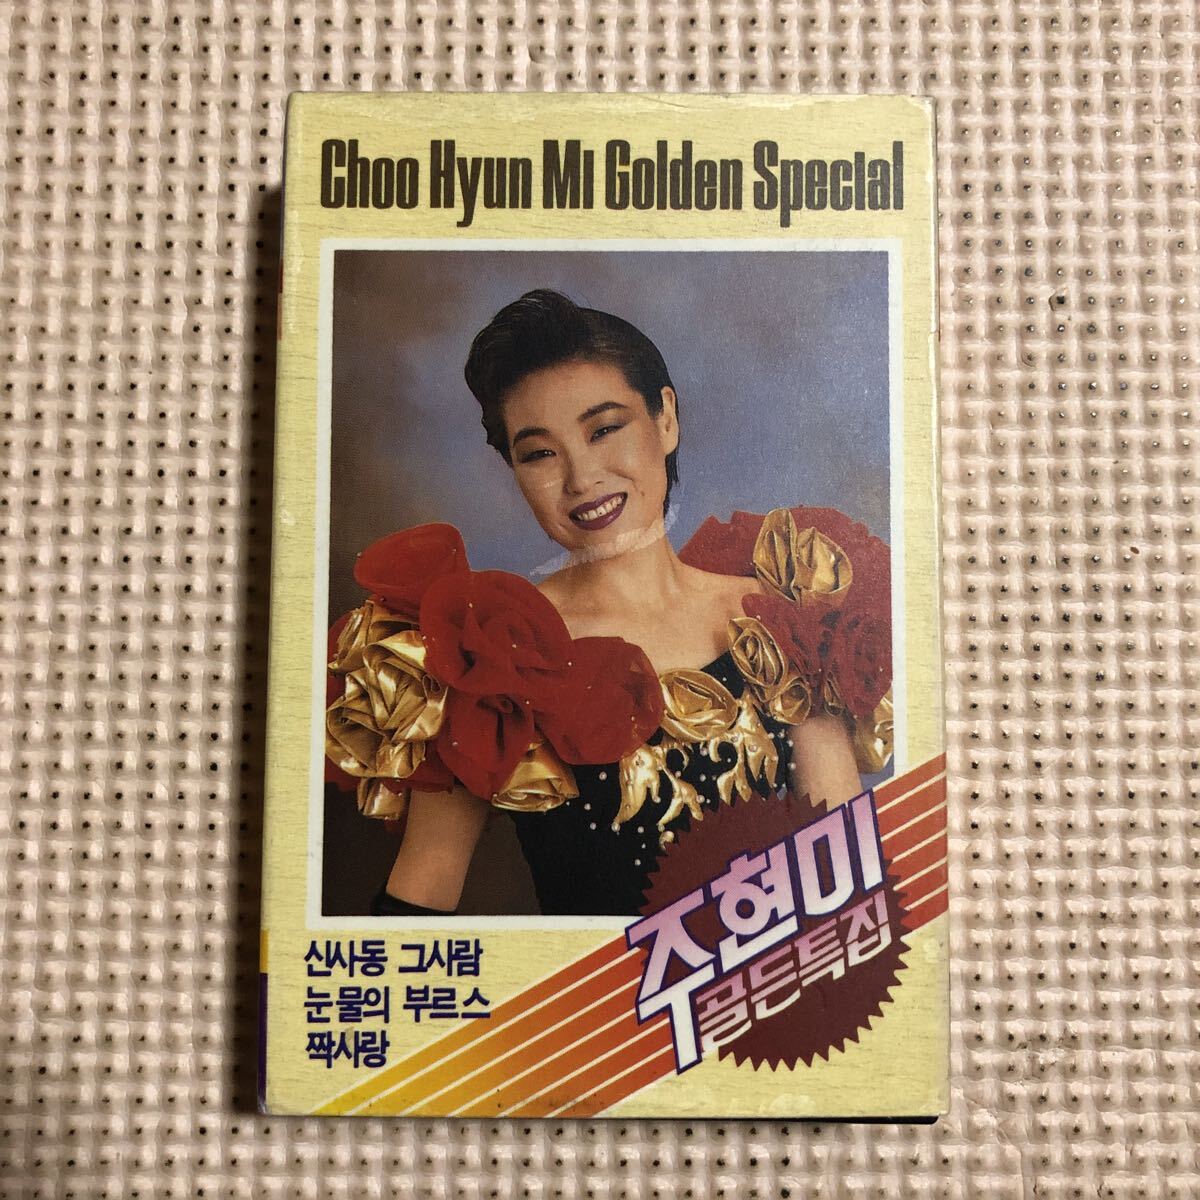 Choo Hyun Mi Golden Special
신사동 그사람
눈물의 부르스
짝사랑
주현미
골든특집